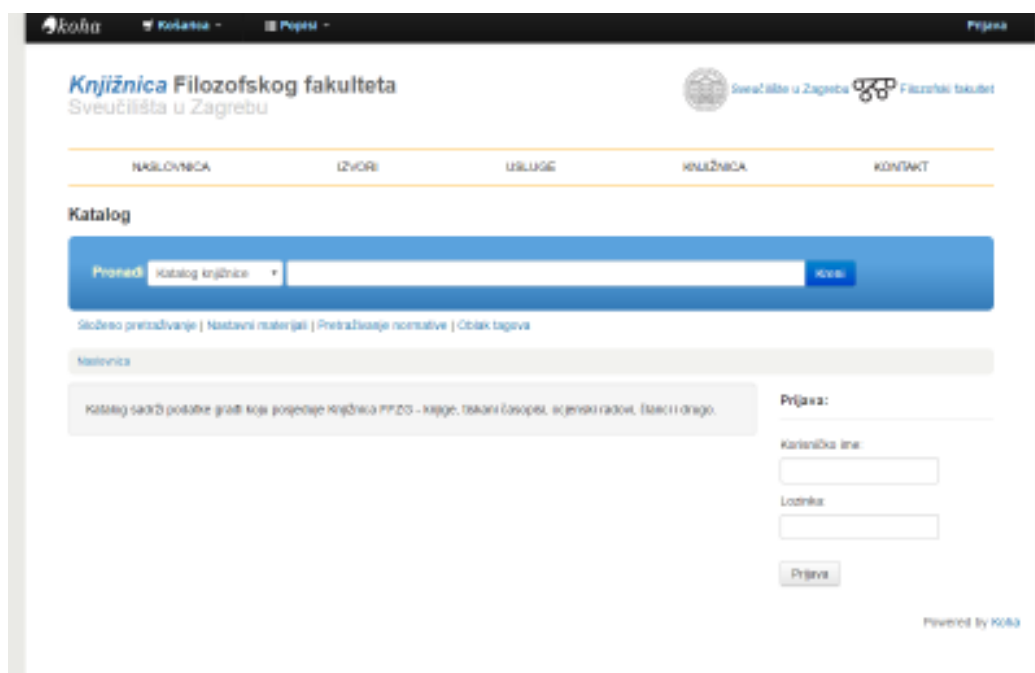 koha Košarica Popisi Prijava
Knjižnica Filozofskog fakulteta
Sveučilišta u Zagrebu
Sveučilište u Zagrebu Filozofski fakultet
NASLOVNICA IZVORI USLUGE KNJIŽNICA KONTAKT
Katalog
Pronađi Katalog knjižnice Kreni
Složeno pretraživanje | Nastavni materijali | Pretraživanje normative | Oblak tagova
Naslovnica
Katalog sadrži podatke građi koju posjeduje Knjižnica FFZG - knjige, tiskani časopisi, ocjenski radovi, članci i drugo.
Prijava:
Korisničko ime:
Lozinka:
Prijava
Powered by Koha